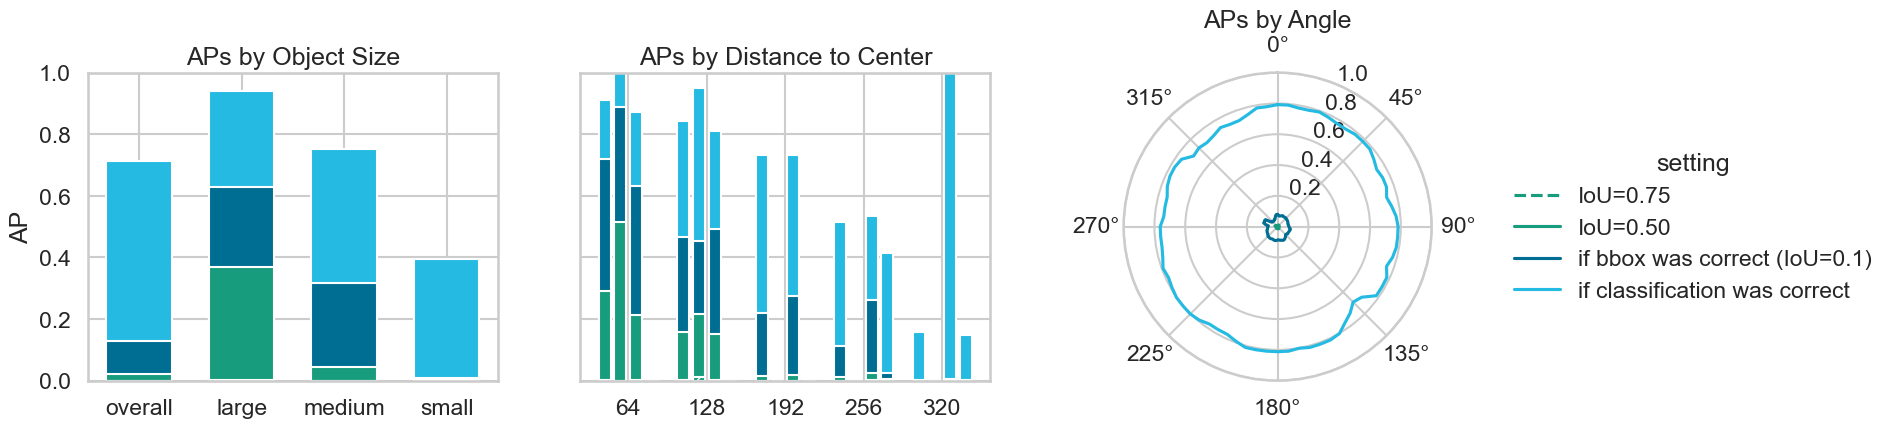 APs by Object Size
AP
1.0
0.8
0.6
0.4
0.2
0.0
overall large medium small
APs by Distance to Center
64 128 192 256 320
APs by Angle
0°
45°
90°
135°
180°
225°
270°
315°
1.0
0.8
0.6
0.4
0.2
setting
IoU=0.75
IoU=0.50
if bbox was correct (IoU=0.1)
if classification was correct